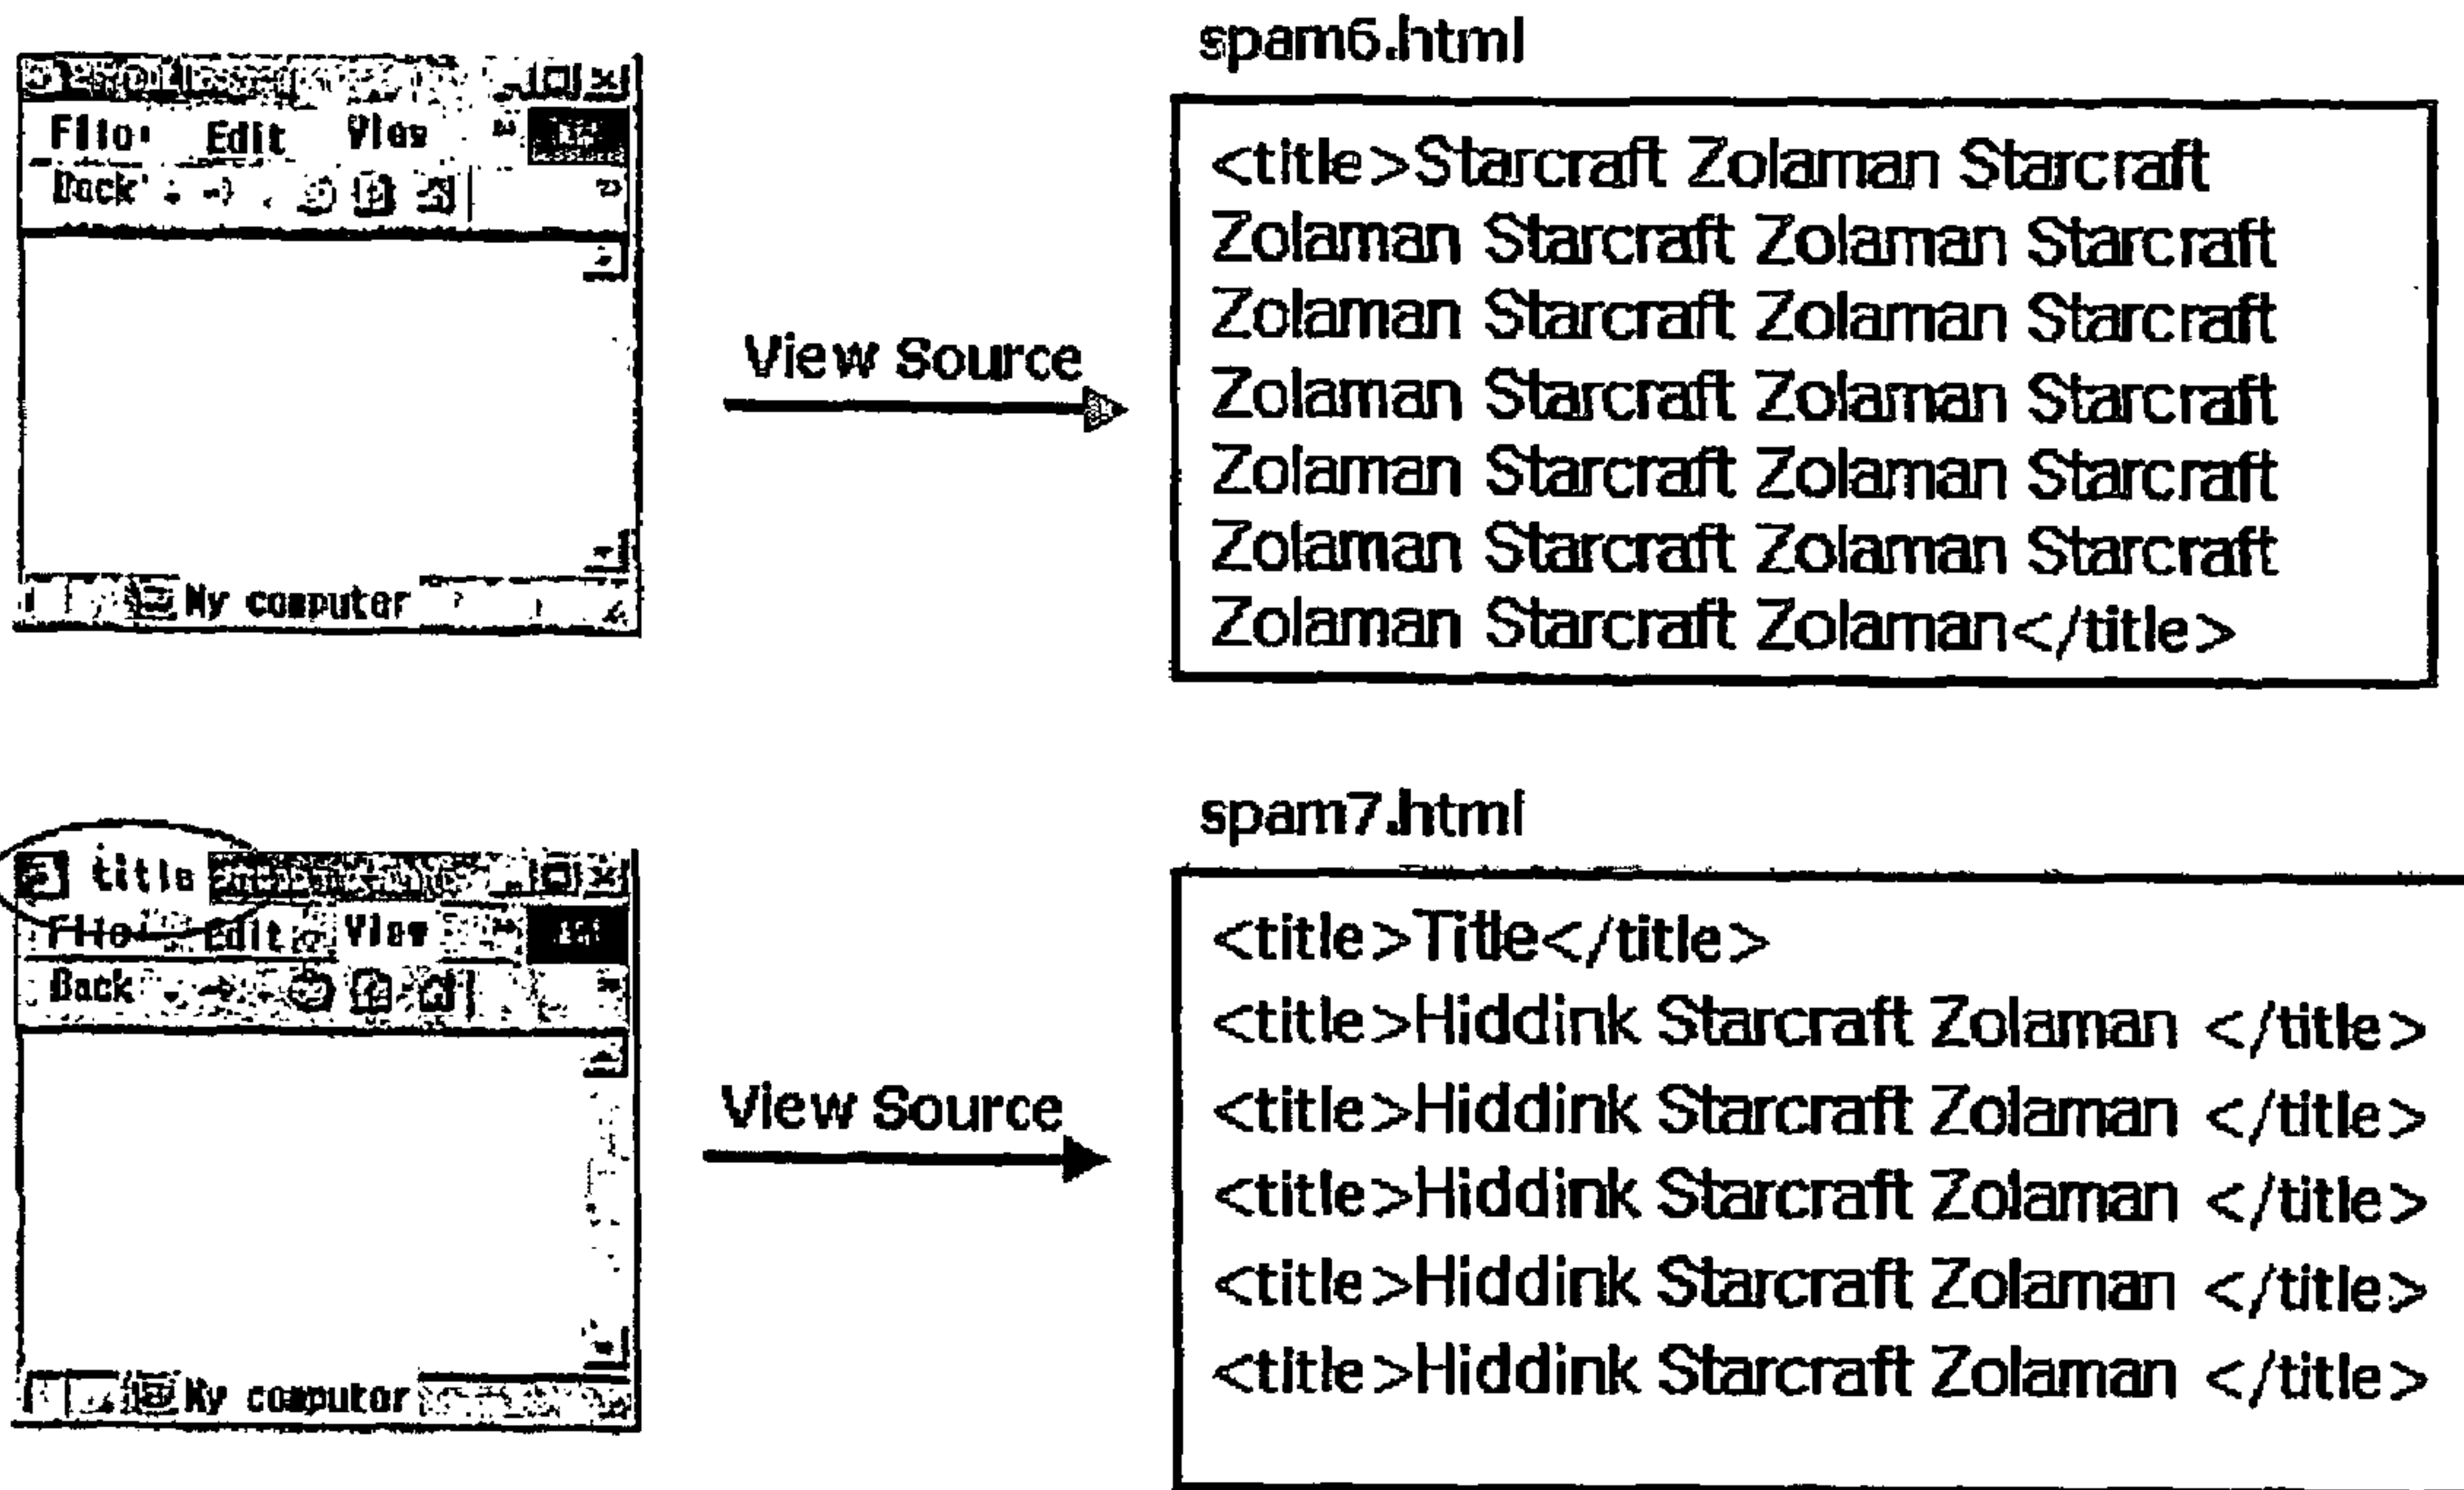 spam6.html
File Edit View
Back
My computer
View Source
<title>Starcraft Zolaman Starcraft
Zolaman Starcraft Zolaman Starcraft
Zolaman Starcraft Zolaman Starcraft
Zolaman Starcraft Zolaman Starcraft
Zolaman Starcraft Zolaman Starcraft
Zolaman Starcraft Zolaman Starcraft
Zolaman Starcraft Zolaman</title>
spam7.html
title
File Edit View
Back
My computer
View Source
<title>Title</title>
<title>Hiddink Starcraft Zolaman </title>
<title>Hiddink Starcraft Zolaman </title>
<title>Hiddink Starcraft Zolaman </title>
<title>Hiddink Starcraft Zolaman </title>
<title>Hiddink Starcraft Zolaman </title>